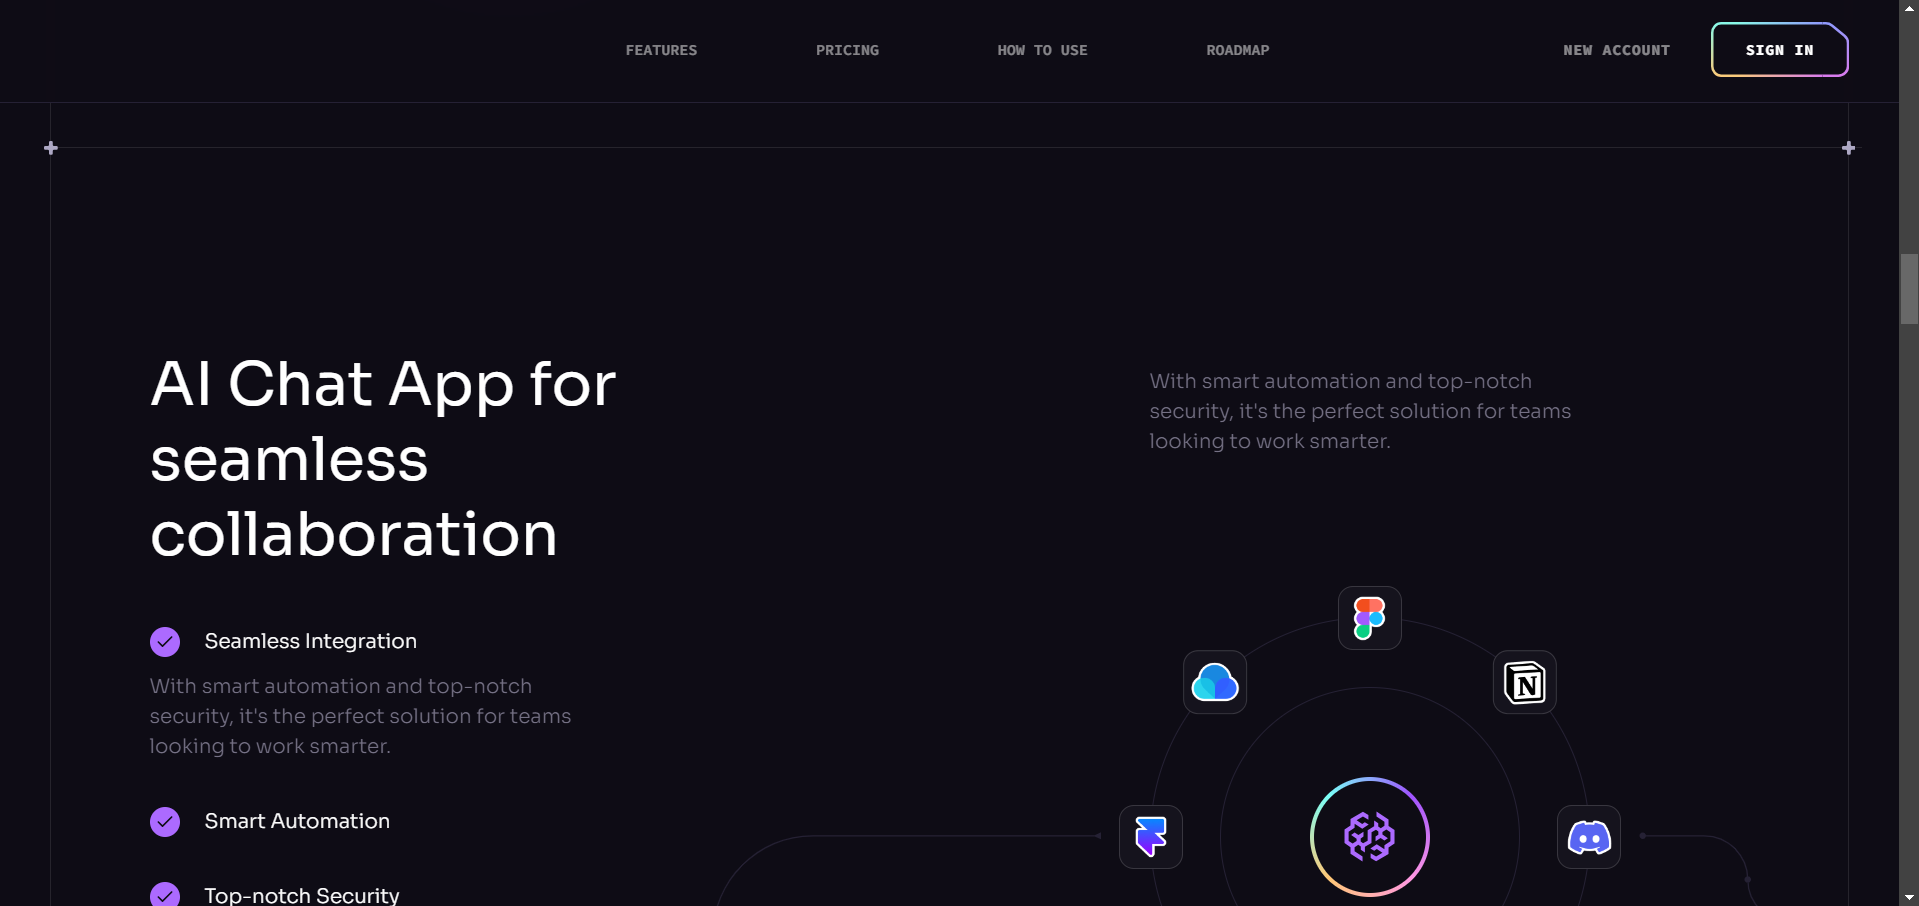 FEATURES
PRICING
HOW TO USE
ROADMAP
NEW ACCOUNT
SIGN IN
AI Chat App for
seamless
collaboration
With smart automation and top-notch
security, it's the perfect solution for teams
looking to work smarter.
Seamless Integration
With smart automation and top-notch
security, it's the perfect solution for teams
looking to work smarter.
Smart Automation
Top-notch Security
N